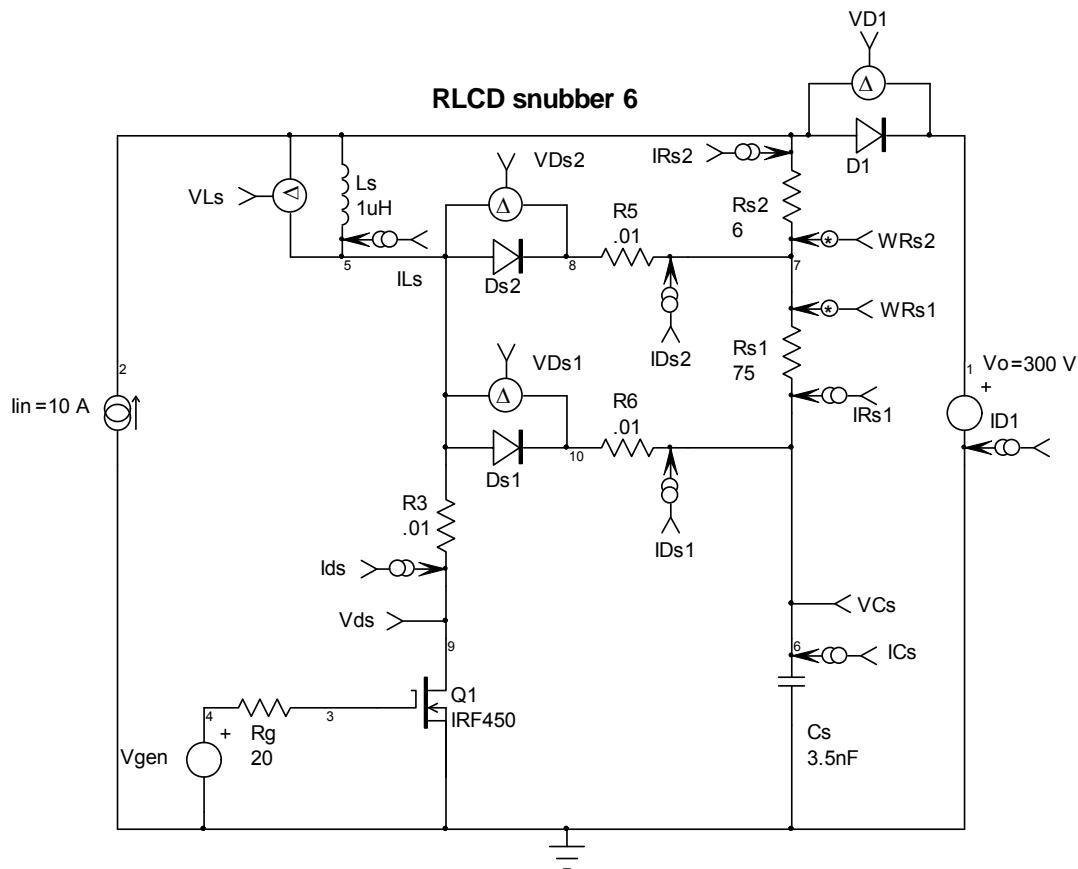 VD1
Δ
RLCD snubber 6
D1
IRs2
VDs2
Ls
1uH
VLs
Δ
Δ
R5
.01
Rs2
6
WRs2
5
ILs
Ds2
8
7
WRs1
VDs1
IDs2
Rs1
75
2
1
Vo=300 V
+
Iin=10 A
Δ
R6
.01
IRs1
ID1
Ds1
10
R3
.01
IDs1
Ids
VCs
Vds
9
6
ICs
Q1
IRF450
4
3
Rg
20
+
Vgen
Cs
3.5nF